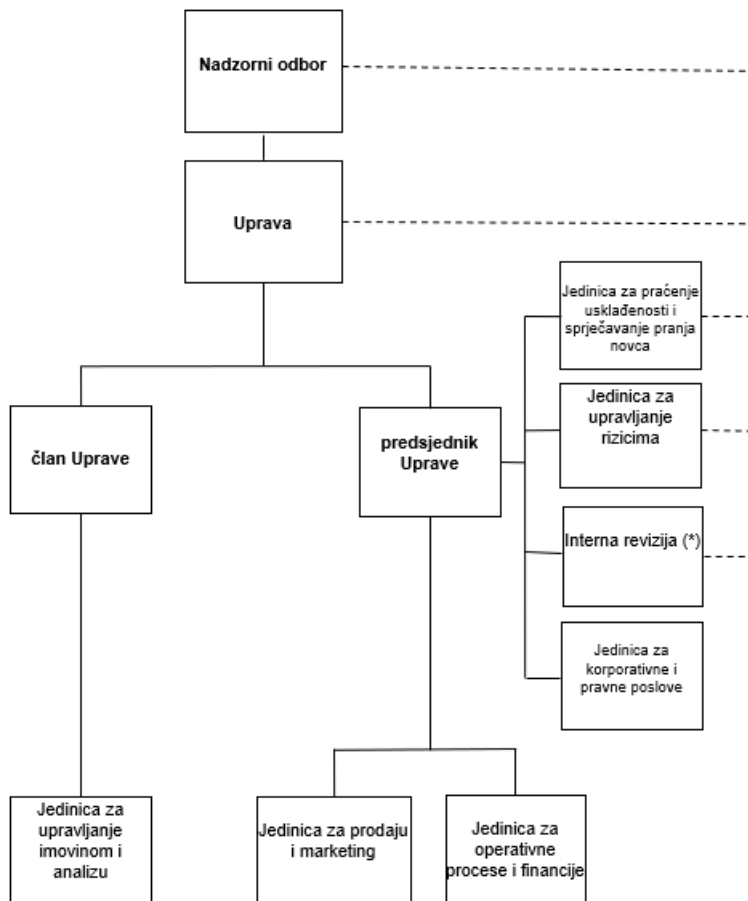 Nadzorni odbor
Uprava
Jedinica za praćenje
usklađenosti i
sprječavanje pranja
novca
Jedinica za
upravljanje
rizicima
član Uprave
predsjednik
Uprave
Interna revizija (*)
Jedinica za
korporativne i
pravne poslove
Jedinica za
upravljanje
imovinom i
analizu
Jedinica za prodaju
i marketing
Jedinica za
operativne
procese i financije